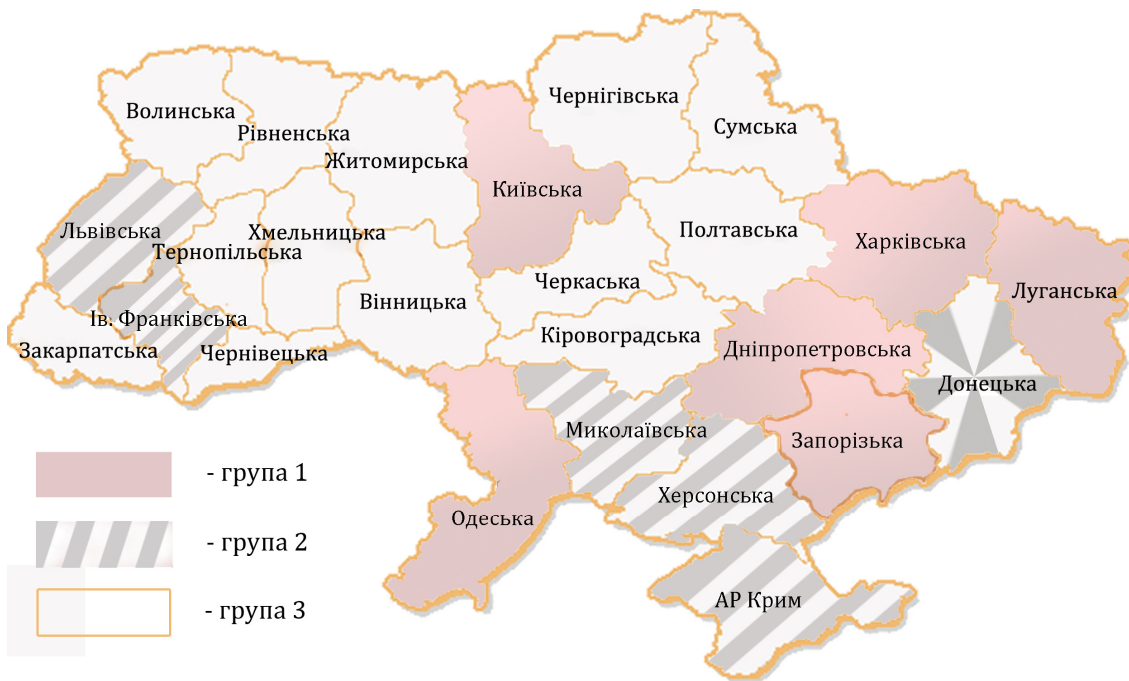 Чернігівська
Волинська
Сумська
Рівненська
Житомирська
Київська
Львівська
Хмельницька
Тернопільська
Полтавська
Харківська
Черкаська
Луганська
Вінницька
Ів. Франківська
Кіровоградська
Закарпатська
Чернівецька
Дніпропетровська
Донецька
Миколаївська
Запорізька
Херсонська
Одеська
АР Крим
- група 1
- група 2
- група 3